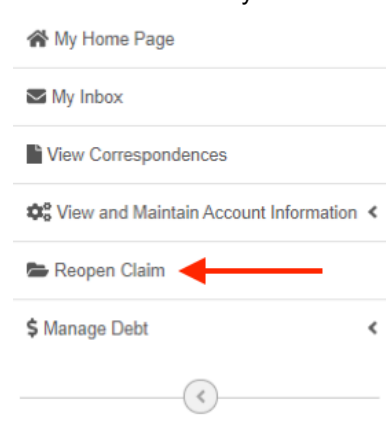 My Home Page
My Inbox
View Correspondences
View and Maintain Account Information
Reopen Claim
$ Manage Debt